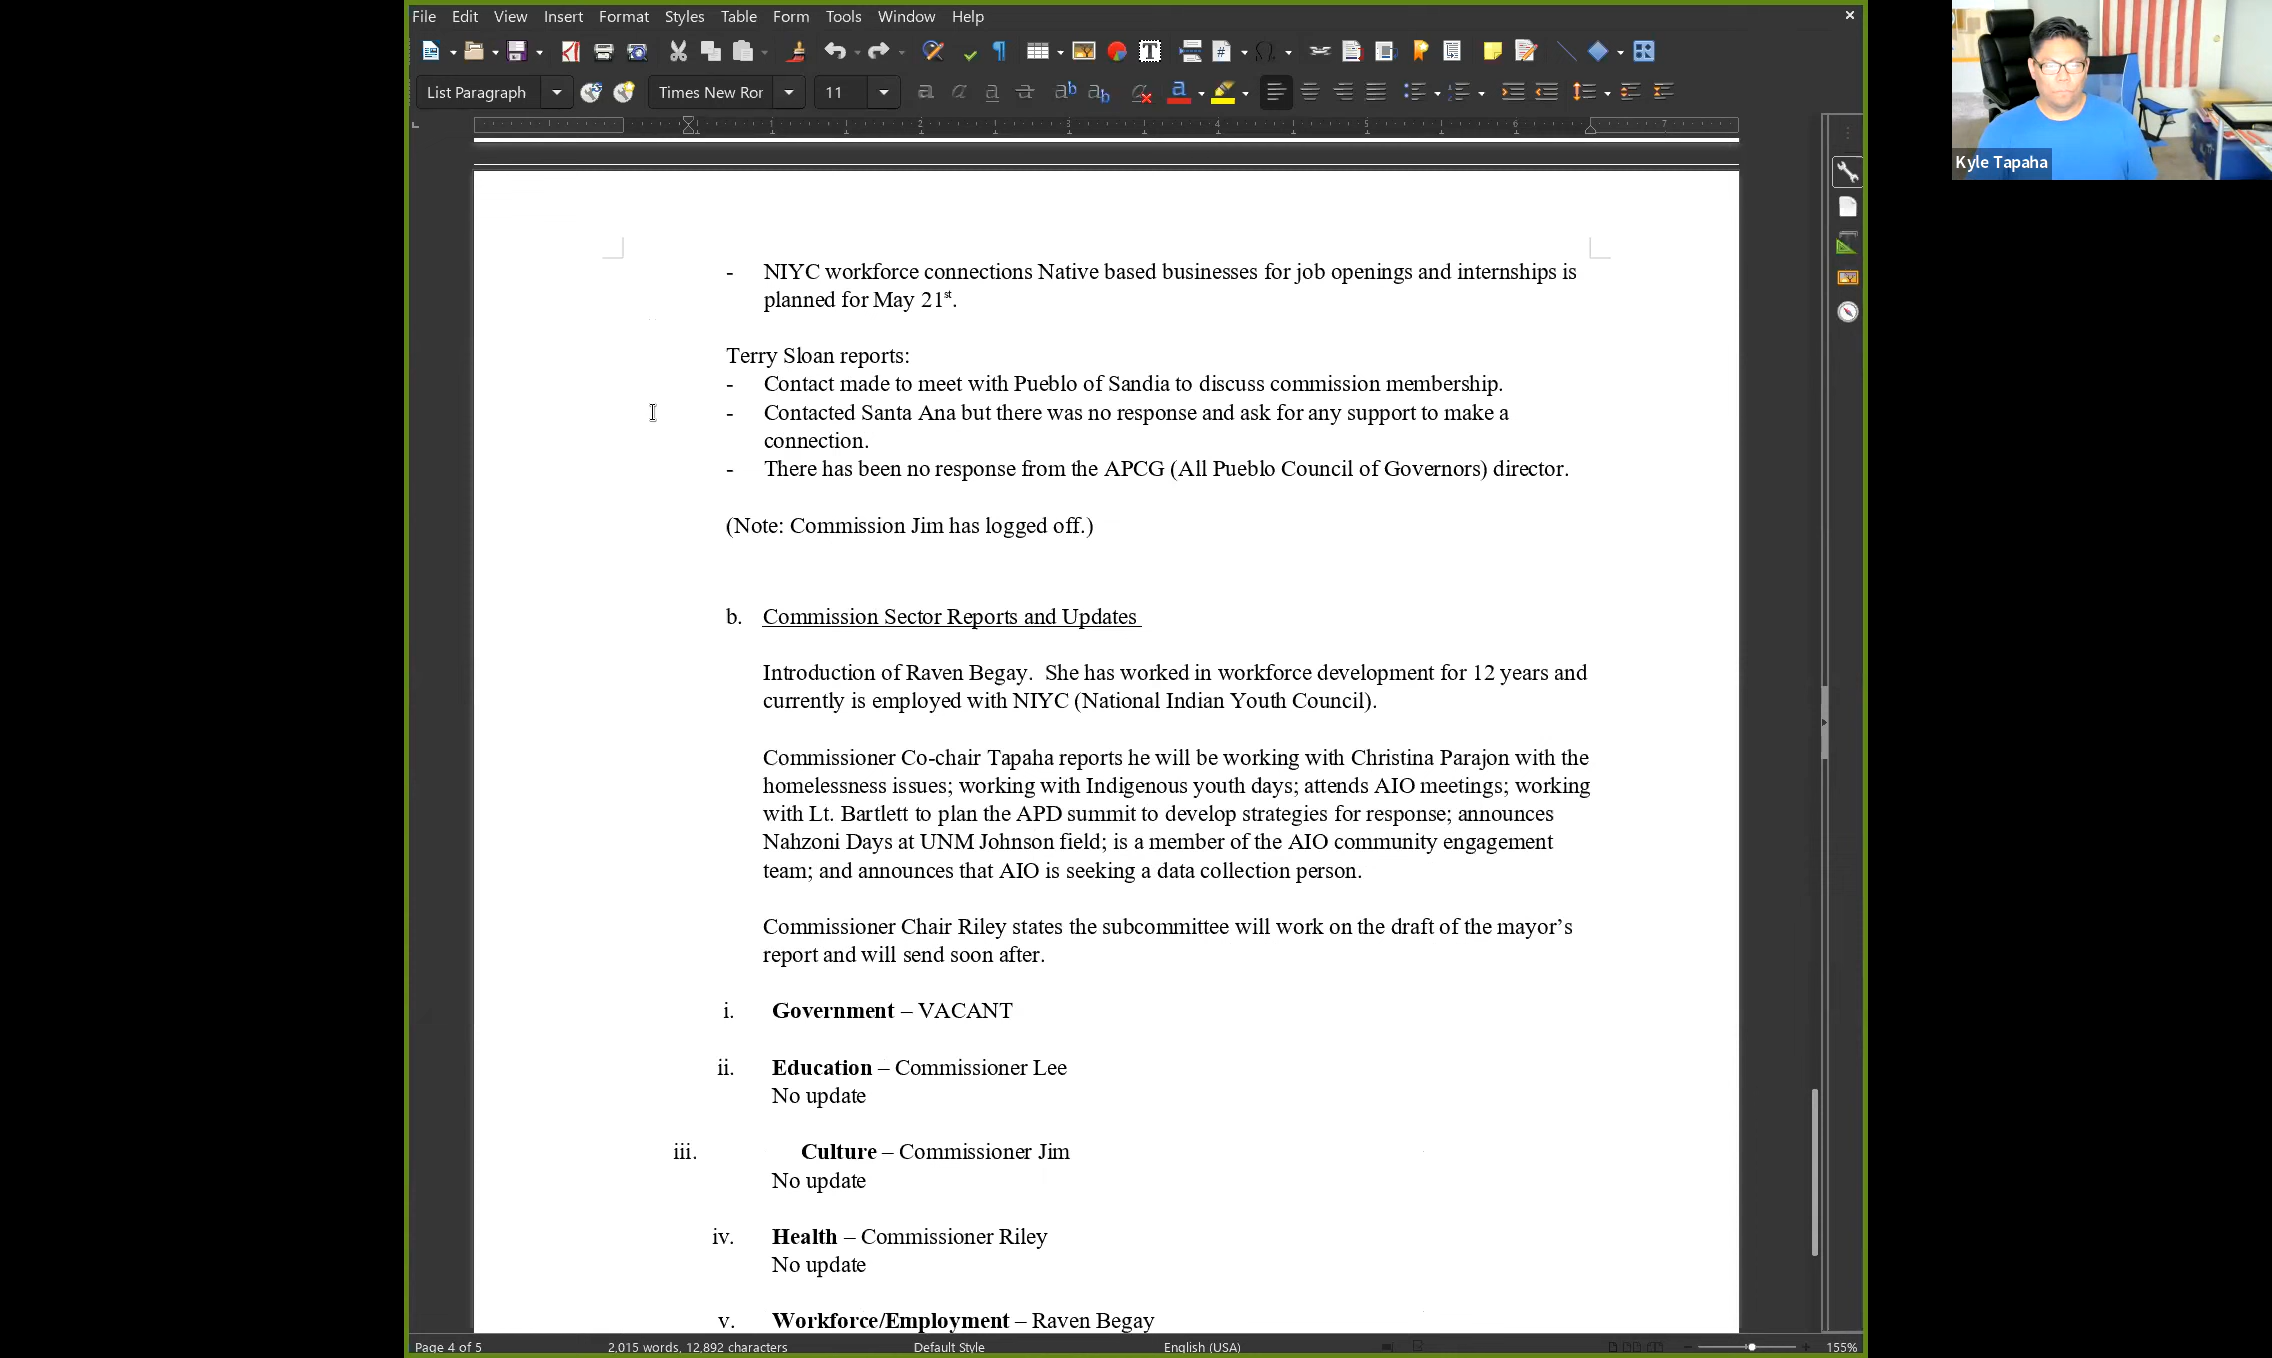 File Edit View Insert Format Styles Table Form Tools Window Help
List Paragraph Times New Ror 11
1 2 3 4 5 6 7
Kyle Tapaha
- NIYC workforce connections Native based businesses for job openings and internships is
planned for May 21st.
Terry Sloan reports:
- Contact made to meet with Pueblo of Sandia to discuss commission membership.
- Contacted Santa Ana but there was no response and ask for any support to make a
connection.
- There has been no response from the APCG (All Pueblo Council of Governors) director.
(Note: Commission Jim has logged off.)
b. Commission Sector Reports and Updates
Introduction of Raven Begay. She has worked in workforce development for 12 years and
currently is employed with NIYC (National Indian Youth Council).
Commissioner Co-chair Tapaha reports he will be working with Christina Parajon with the
homelessness issues; working with Indigenous youth days; attends AIO meetings; working
with Lt. Bartlett to plan the APD summit to develop strategies for response; announces
Nahzoni Days at UNM Johnson field; is a member of the AIO community engagement
team; and announces that AIO is seeking a data collection person.
Commissioner Chair Riley states the subcommittee will work on the draft of the mayor’s
report and will send soon after.
i. Government – VACANT
ii. Education – Commissioner Lee
No update
iii. Culture – Commissioner Jim
No update
iv. Health – Commissioner Riley
No update
v. Workforce/Employment – Raven Begay
Page 4 of 5 2,015 words, 12,892 characters Default Style English (USA) 155%